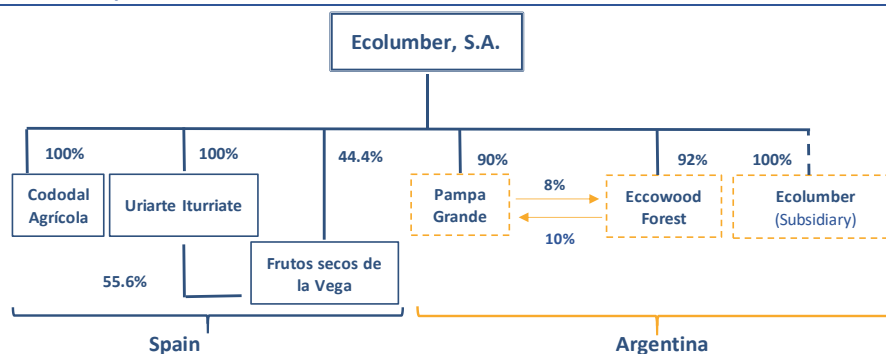 Ecolumber, S.A.
100%
100%
44.4%
90%
92%
100%
Cododal
Agrícola
Uriarte Iturriate
Pampa
Grande
8%
10%
Eccowood
Forest
Ecolumber
(Subsidiary)
55.6%
Frutos secos de
la Vega
Spain
Argentina